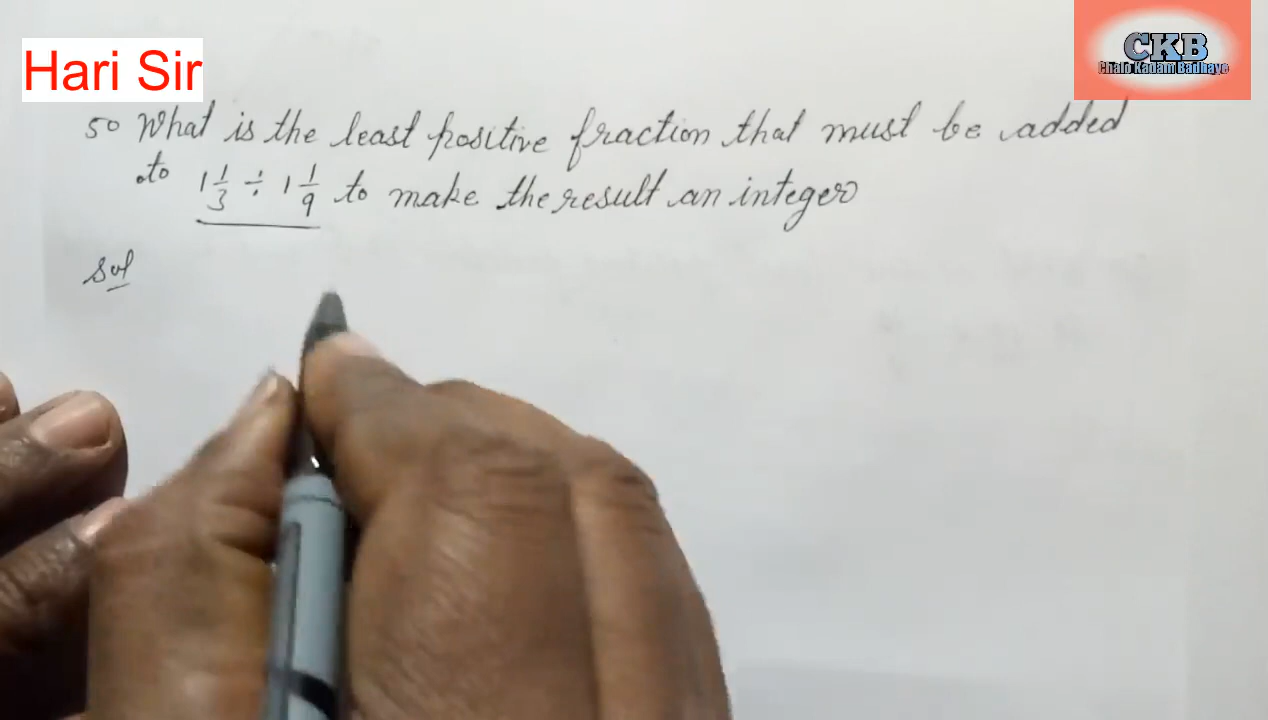 Hari Sir
CKB
Chalo Kadam Badhaye
50 What is the least positive fraction that must be added
to 1 1/3 ÷ 1 1/9 to make the result an integer
Sol